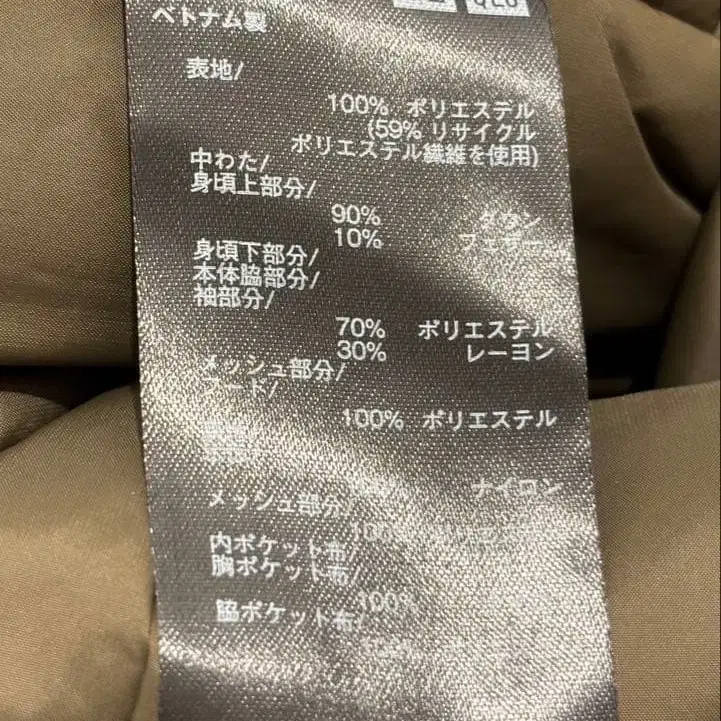 ベトナム製
表地/
100% ポリエステル
(59% リサイクル
ポリエステル繊維を使用)
中わた/
身頃上部分/
90% ダウン
10% フェザー
身頃下部分/
本体脇部分/
袖部分/
70% ポリエステル
30% レーヨン
メッシュ部分/
フード/
100% ポリエステル
ナイロン
メッシュ部分/
100%
内ポケット布/
胸ポケット布/
100%
脇ポケット布/